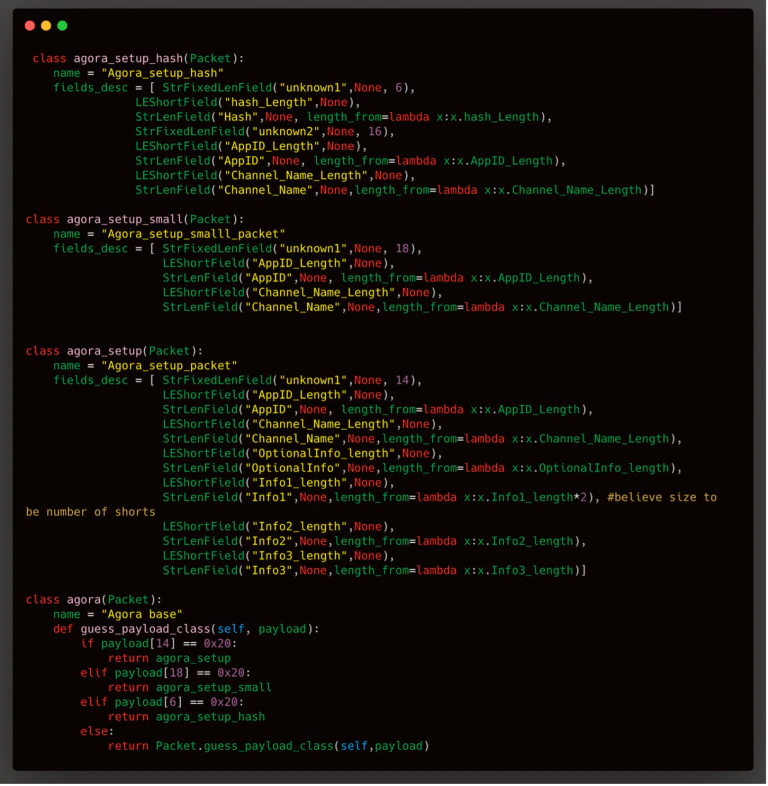 class agora_setup_hash(Packet):
    name = "Agora_setup_hash"
    fields_desc = [ StrFixedLenField("unknown1",None, 6),
                LEShortField("hash_Length",None),
                StrLenField("Hash",None, length_from=lambda x:x.hash_Length),
                StrFixedLenField("unknown2",None, 16),
                LEShortField("AppID_Length",None),
                StrLenField("AppID",None, length_from=lambda x:x.AppID_Length),
                LEShortField("Channel_Name_Length",None),
                StrLenField("Channel_Name",None,length_from=lambda x:x.Channel_Name_Length)]
class agora_setup_small(Packet):
    name = "Agora_setup_smalll_packet"
    fields_desc = [ StrFixedLenField("unknown1",None, 18),
                    LEShortField("AppID_Length",None),
                    StrLenField("AppID",None, length_from=lambda x:x.AppID_Length),
                    LEShortField("Channel_Name_Length",None),
                    StrLenField("Channel_Name",None,length_from=lambda x:x.Channel_Name_Length)]
class agora_setup(Packet):
    name = "Agora_setup_packet"
    fields_desc = [ StrFixedLenField("unknown1",None, 14),
                    LEShortField("AppID_Length",None),
                    StrLenField("AppID",None, length_from=lambda x:x.AppID_Length),
                    LEShortField("Channel_Name_Length",None),
                    StrLenField("Channel_Name",None,length_from=lambda x:x.Channel_Name_Length),
                    LEShortField("OptionalInfo_length",None),
                    StrLenField("OptionalInfo",None,length_from=lambda x:x.OptionalInfo_length),
                    LEShortField("Info1_length",None),
                    StrLenField("Info1",None,length_from=lambda x:x.Info1_length*2), #believe size to
be number of shorts
                    LEShortField("Info2_length",None),
                    StrLenField("Info2",None,length_from=lambda x:x.Info2_length),
                    LEShortField("Info3_length",None),
                    StrLenField("Info3",None,length_from=lambda x:x.Info3_length)]
class agora(Packet):
    name = "Agora base"
    def guess_payload_class(self, payload):
        if payload[14] == 0x20:
            return agora_setup
        elif payload[18] == 0x20:
            return agora_setup_small
        elif payload[6] == 0x20:
            return agora_setup_hash
        else:
            return Packet.guess_payload_class(self,payload)